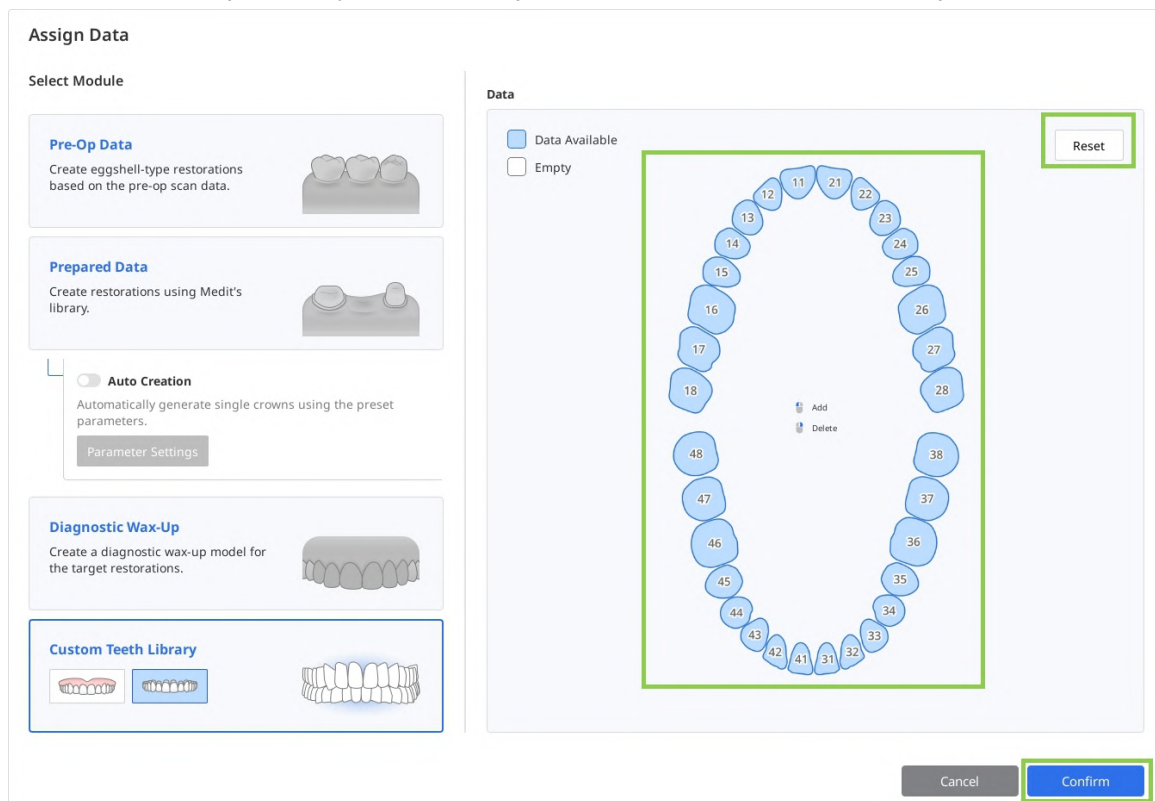 Assign Data
Select Module
Pre-Op Data
Create eggshell-type restorations
based on the pre-op scan data.
Prepared Data
Create restorations using Medit's
library.
Auto Creation
Automatically generate single crowns using the preset
parameters.
Parameter Settings
Diagnostic Wax-Up
Create a diagnostic wax-up model for
the target restorations.
Custom Teeth Library
Data
Data Available
Empty
Reset
11 21
12 22
13 23
14 24
15 25
16 26
17 27
18 28
Add
Delete
48 38
47 37
46 36
45 35
44 34
43 33
42 41 31 32
Cancel
Confirm